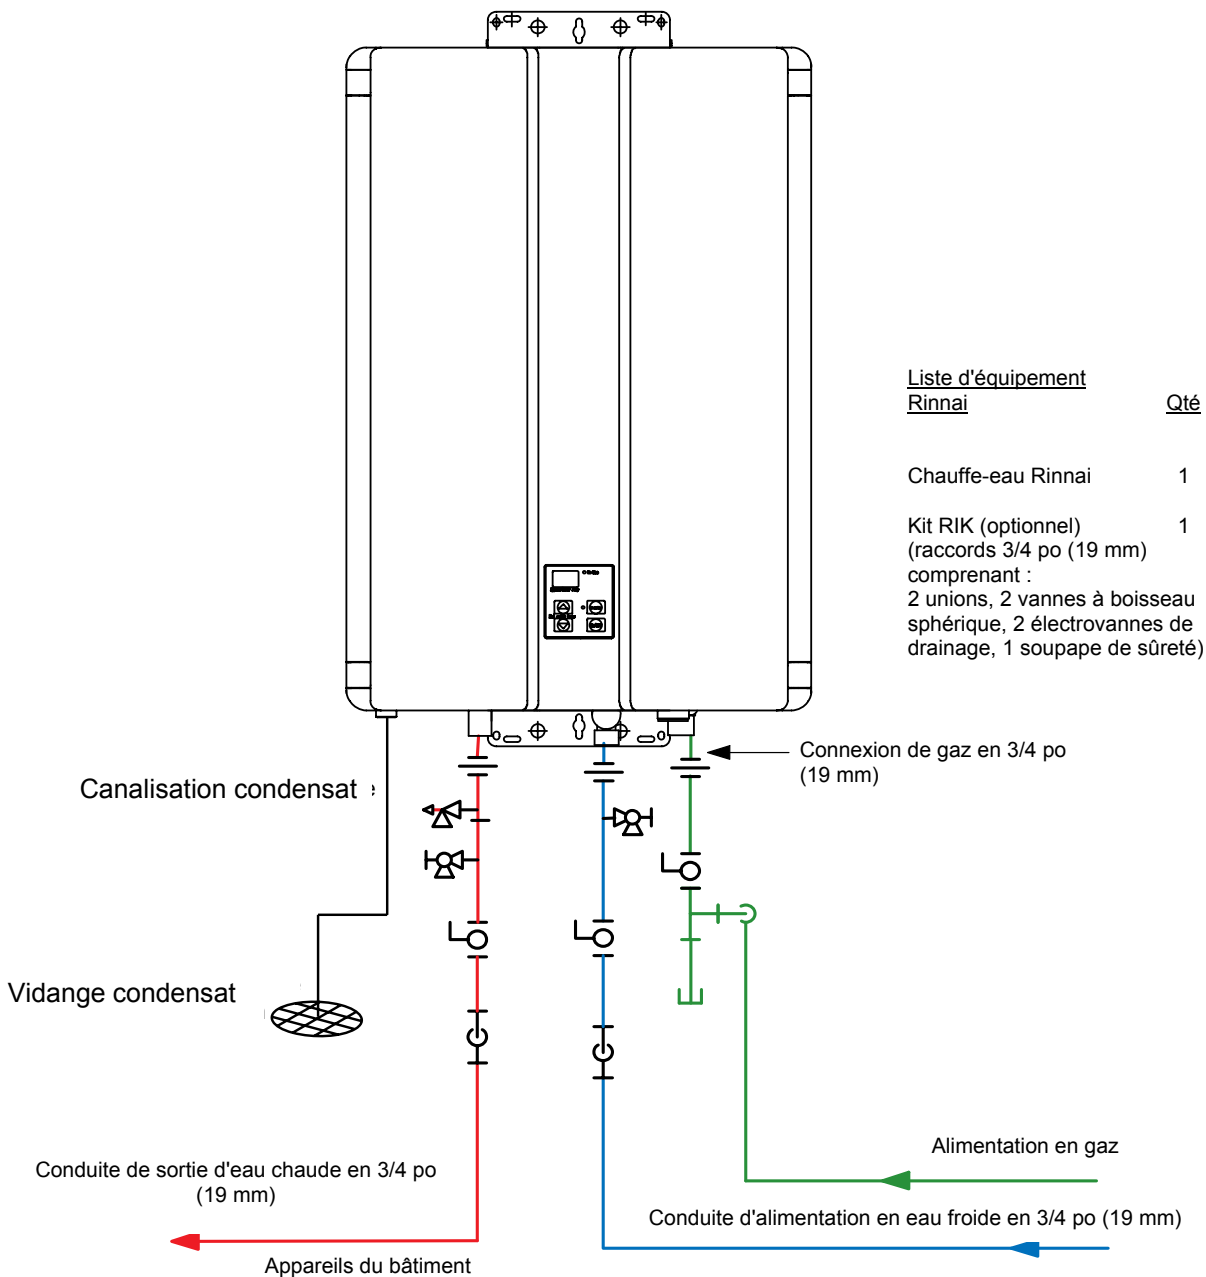 Liste d'équipement
Rinnai Qté
Chauffe-eau Rinnai 1
Kit RIK (optionnel) 1
(raccords 3/4 po (19 mm)
comprenant :
2 unions, 2 vannes à boisseau
sphérique, 2 électrovannes de
drainage, 1 soupape de sûreté)
Connexion de gaz en 3/4 po
(19 mm)
Canalisation condensat
Vidange condensat
Alimentation en gaz
Conduite de sortie d'eau chaude en 3/4 po
(19 mm)
Conduite d'alimentation en eau froide en 3/4 po (19 mm)
Appareils du bâtiment